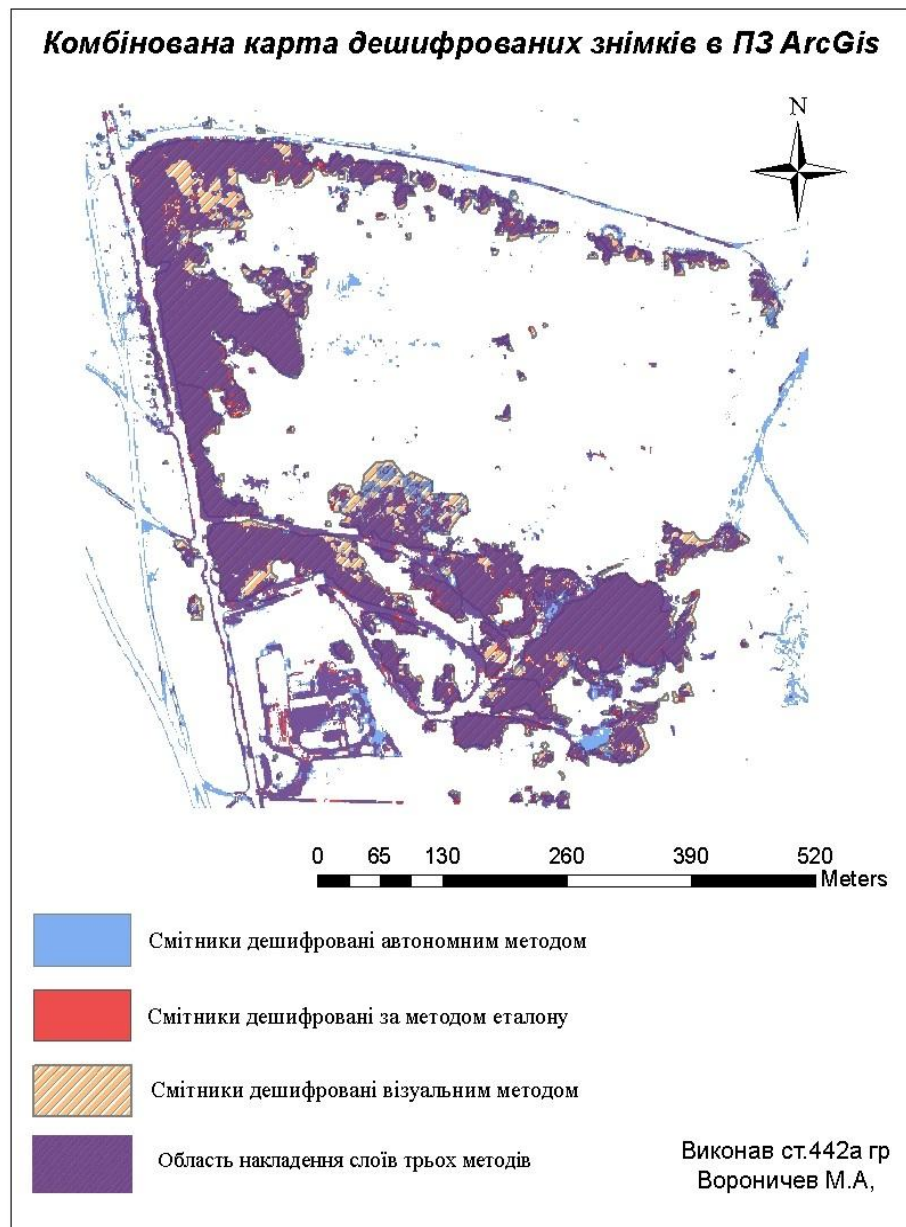 Комбінована карта дешифрованих знімків в ПЗ ArcGis
N
0 65 130 260 390 520
Meters
Смітники дешифровані автономним методом
Смітники дешифровані за методом еталону
Смітники дешифровані візуальним методом
Область накладення слоїв трьох методів
Виконав ст.442а гр
Вороничев М.А,